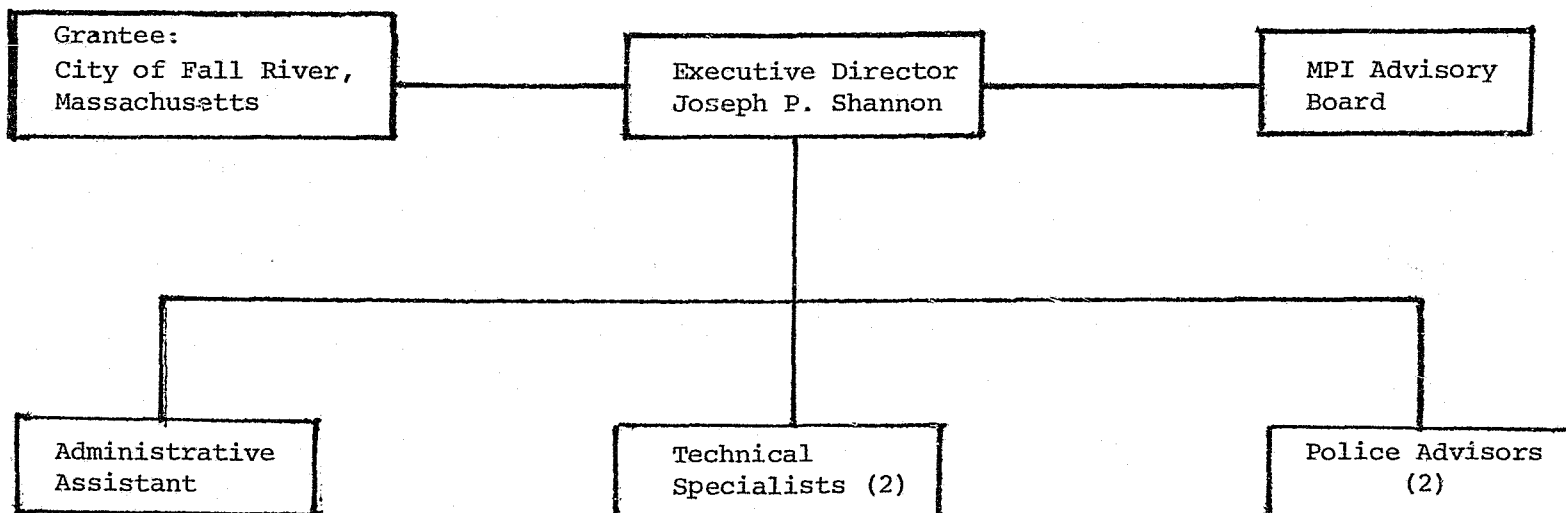 Grantee:
City of Fall River,
Massachusetts
Executive Director
Joseph P. Shannon
MPI Advisory
Board
Administrative
Assistant
Technical
Specialists (2)
Police Advisors
(2)